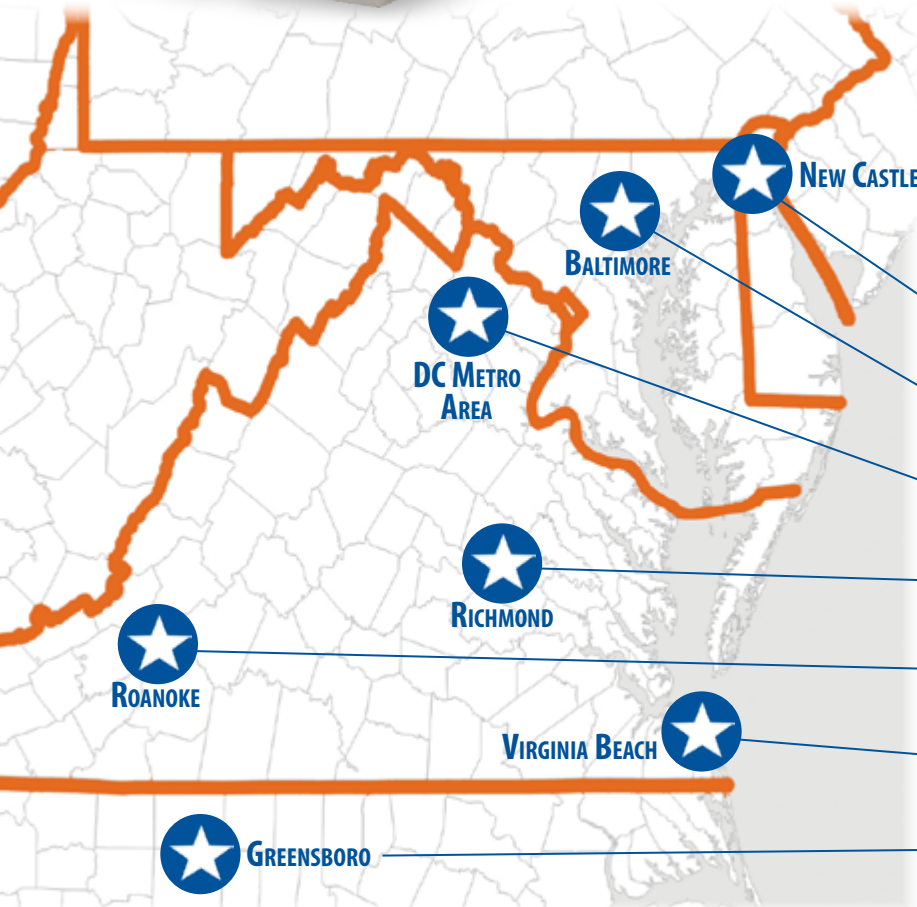 New Castle
Baltimore
DC Metro
Area
Richmond
Roanoke
Virginia Beach
Greensboro